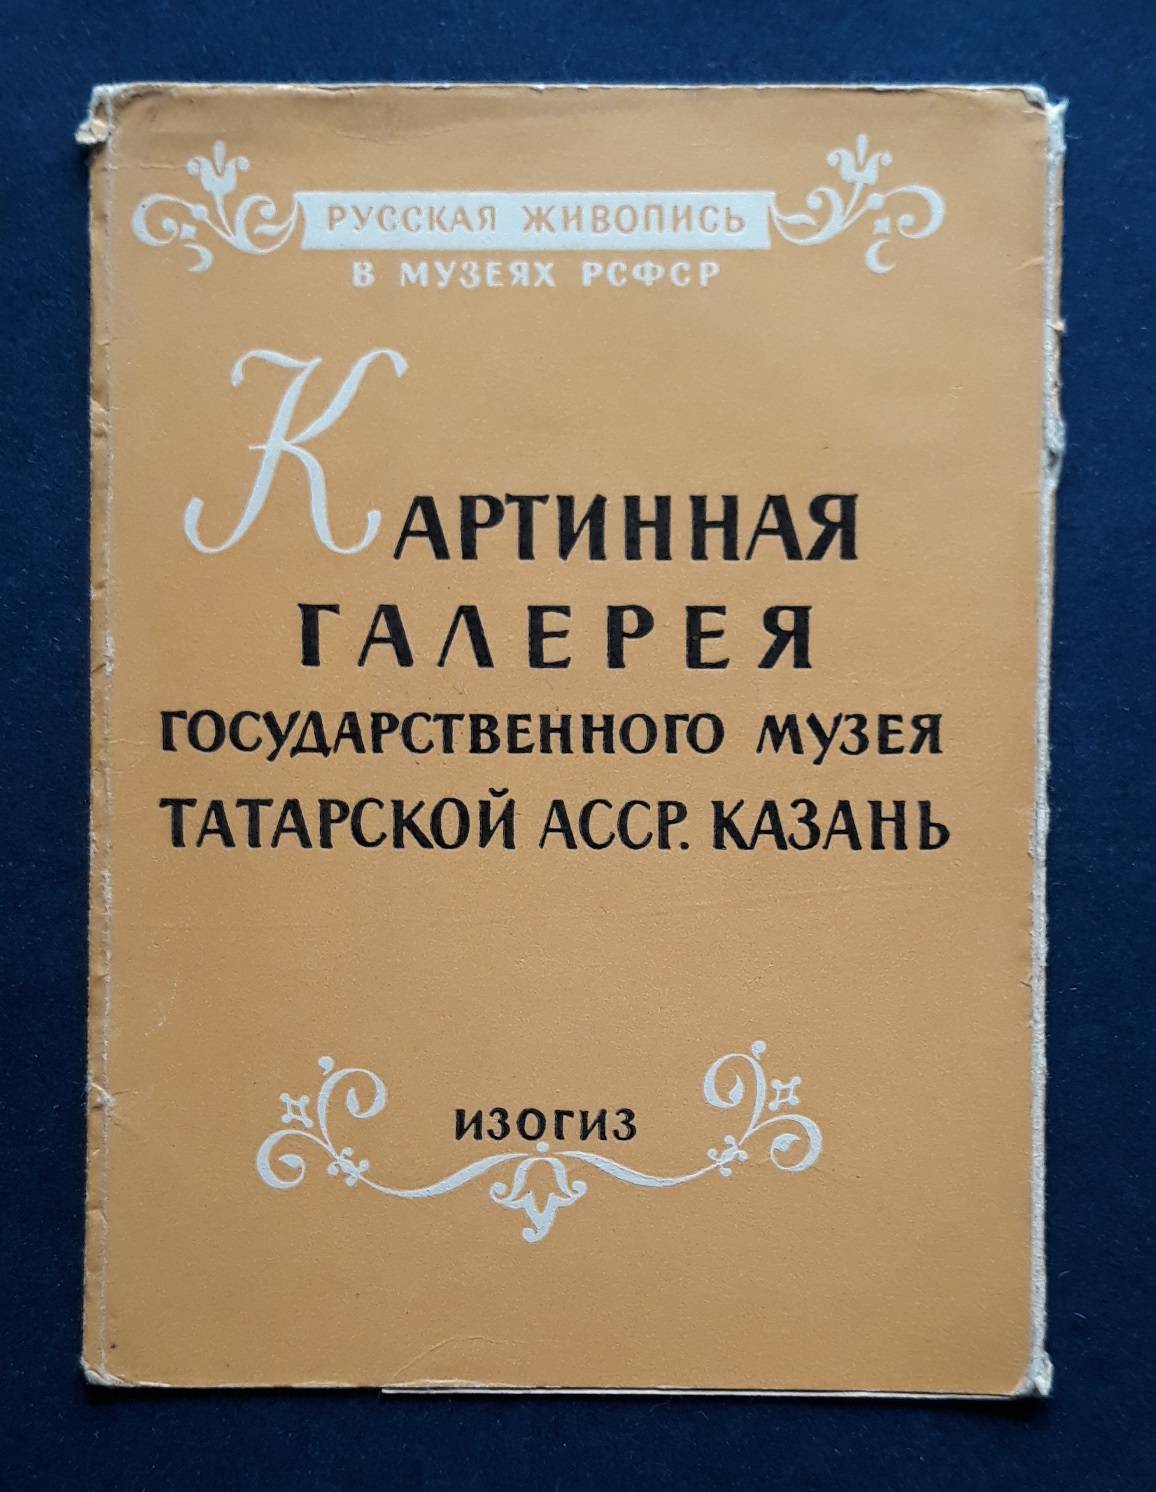 РУССКАЯ ЖИВОПИСЬ
В МУЗЕЯХ РСФСР
КАРТИННАЯ
ГАЛЕРЕЯ
ГОСУДАРСТВЕННОГО МУЗЕЯ
ТАТАРСКОЙ АССР. КАЗАНЬ
ИЗОГИЗ